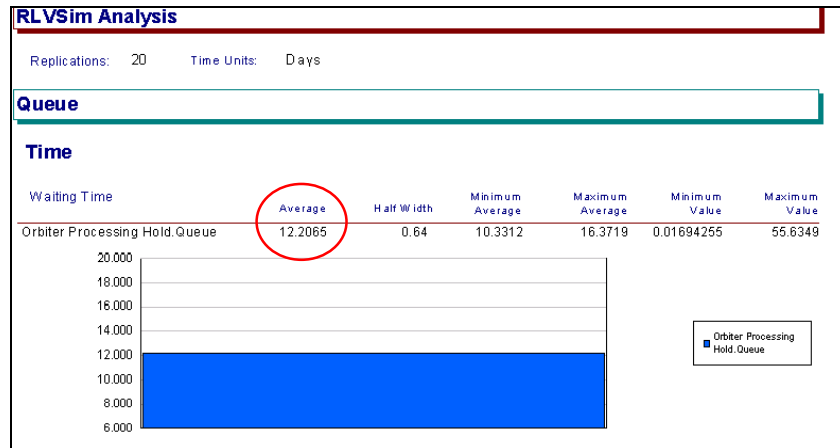 RLVSim Analysis
Replications: 20 Time Units: Days
Queue
Time
Waiting Time Average Half Width Minimum Average Maximum Average Minimum Value Maximum Value
Orbiter Processing Hold.Queue 12.2065 0.64 10.3312 16.3719 0.01694255 55.6349
20.000
18.000
16.000
14.000
12.000
10.000
8.000
6.000
Orbiter Processing
Hold.Queue